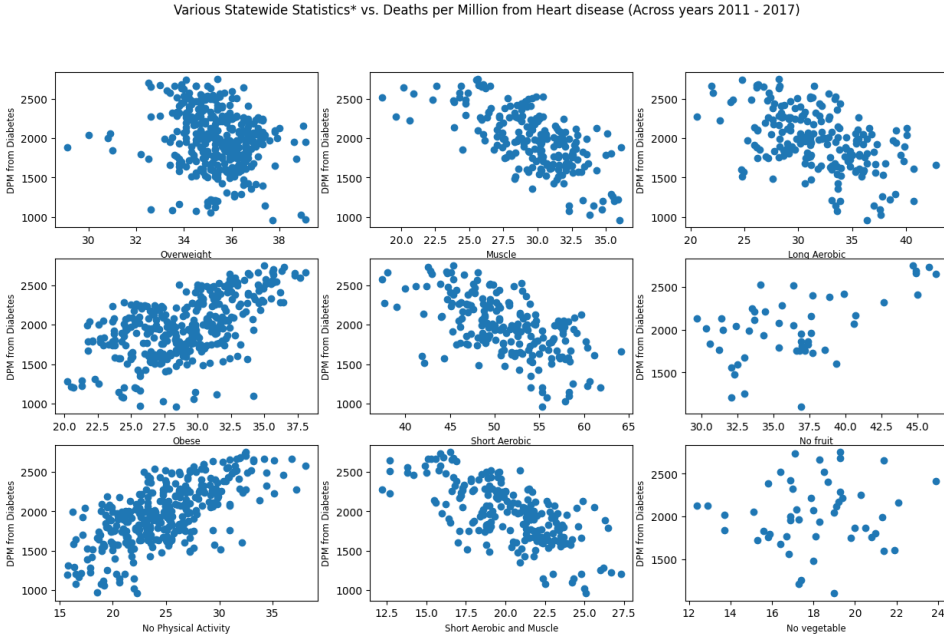 Various Statewide Statistics* vs. Deaths per Million from Heart disease (Across years 2011 - 2017)
DPM from Diabetes
2500
2000
1500
1000
30 32 34 36 38
Overweight
DPM from Diabetes
2500
2000
1500
1000
20.0 22.5 25.0 27.5 30.0 32.5 35.0
Muscle
DPM from Diabetes
2500
2000
1500
1000
20 25 30 35 40
Long Aerobic
DPM from Diabetes
2500
2000
1500
1000
20.0 22.5 25.0 27.5 30.0 32.5 35.0 37.5
Obese
DPM from Diabetes
2500
2000
1500
1000
40 45 50 55 60 65
Short Aerobic
DPM from Diabetes
2500
2000
1500
30.0 32.5 35.0 37.5 40.0 42.5 45.0
No fruit
DPM from Diabetes
2500
2000
1500
1000
15 20 25 30 35
No Physical Activity
DPM from Diabetes
2500
2000
1500
1000
12.5 15.0 17.5 20.0 22.5 25.0 27.5
Short Aerobic and Muscle
DPM from Diabetes
2500
2000
1500
12 14 16 18 20 22 24
No vegetable